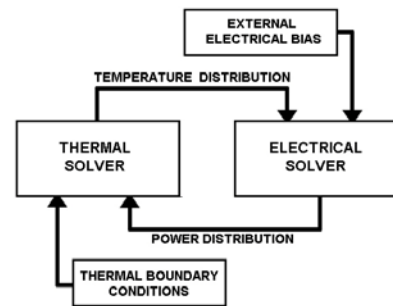 EXTERNAL
ELECTRICAL BIAS
TEMPERATURE DISTRIBUTION
THERMAL
SOLVER
ELECTRICAL
SOLVER
POWER DISTRIBUTION
THERMAL BOUNDARY
CONDITIONS